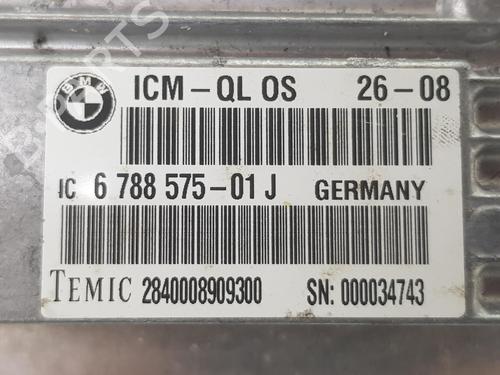 BMW
ICM-QL OS 26-08
IC 6 788 575-01 J GERMANY
TEMIC 2840008909300 SN: 000034743